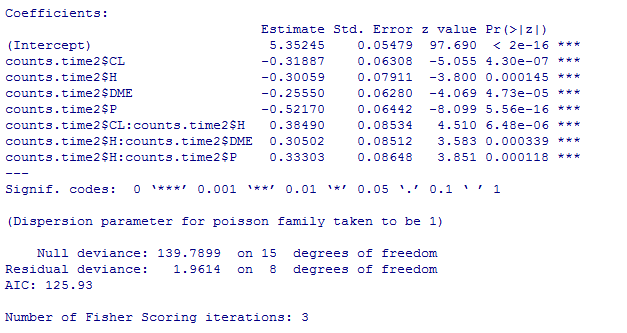 Coefficients:
                              Estimate Std. Error z value Pr(>|z|)
(Intercept)                    5.35245    0.05479  97.690  < 2e-16 ***
counts.time2$CL               -0.31887    0.06308  -5.055 4.30e-07 ***
counts.time2$H                -0.30059    0.07911  -3.800 0.000145 ***
counts.time2$DME              -0.25550    0.06280  -4.069 4.73e-05 ***
counts.time2$P                -0.52170    0.06442  -8.099 5.56e-16 ***
counts.time2$CL:counts.time2$H   0.38490    0.08534   4.510 6.48e-06 ***
counts.time2$H:counts.time2$DME  0.30502    0.08512   3.583 0.000339 ***
counts.time2$H:counts.time2$P    0.33303    0.08648   3.851 0.000118 ***
---
Signif. codes:  0 ‘***’ 0.001 ‘**’ 0.01 ‘*’ 0.05 ‘.’ 0.1 ‘ ’ 1
(Dispersion parameter for poisson family taken to be 1)
    Null deviance: 139.7899  on 15  degrees of freedom
Residual deviance:   1.9614  on  8  degrees of freedom
AIC: 125.93
Number of Fisher Scoring iterations: 3